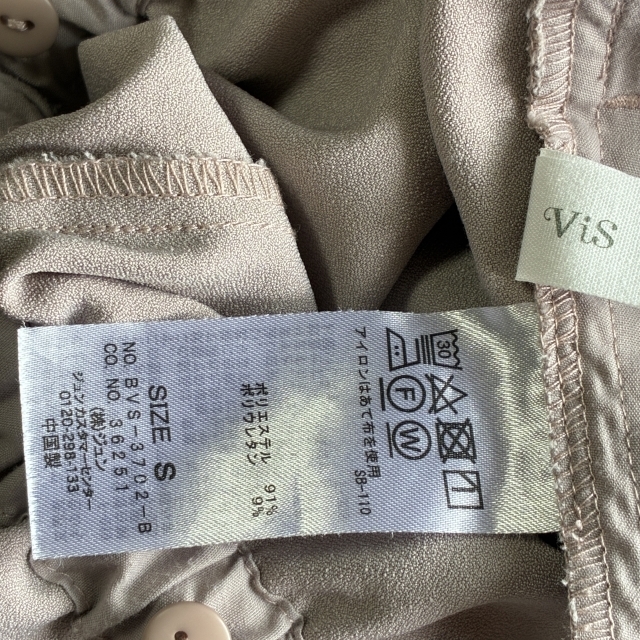 ViS
30
F
W
アイロンはあて布を使用
SB-110
ポリエステル 91%
ポリウレタン 9%
SIZE S
NO. BVS-3702-B
CO. NO 36251
(株)ジュン
ジュンカスタマーセンター
0120-298-133
中国製